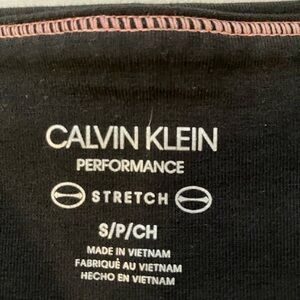 CALVIN KLEIN
PERFORMANCE
STRETCH
S/P/CH
MADE IN VIETNAM
FABRIQUÉ AU VIETNAM
HECHO EN VIETNAM